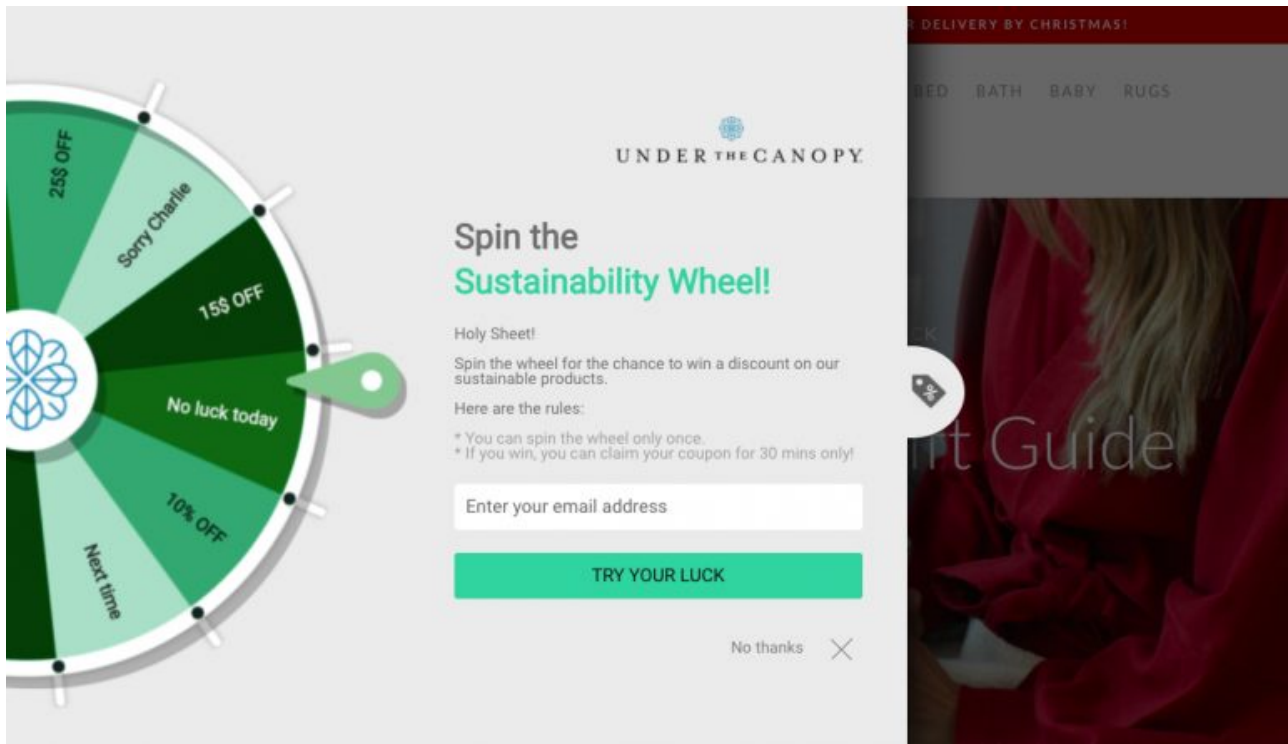 R DELIVERY BY CHRISTMAS!
BED BATH BABY RUGS
UNDER THE CANOPY
25$ OFF
Sorry Charlie
15$ OFF
No luck today
10% OFF
Next time
Spin the
Sustainability Wheel!
Holy Sheet!
Spin the wheel for the chance to win a discount on our
sustainable products.
Here are the rules:
* You can spin the wheel only once.
* If you win, you can claim your coupon for 30 mins only!
Enter your email address
TRY YOUR LUCK
No thanks
CK
ift Guide
%